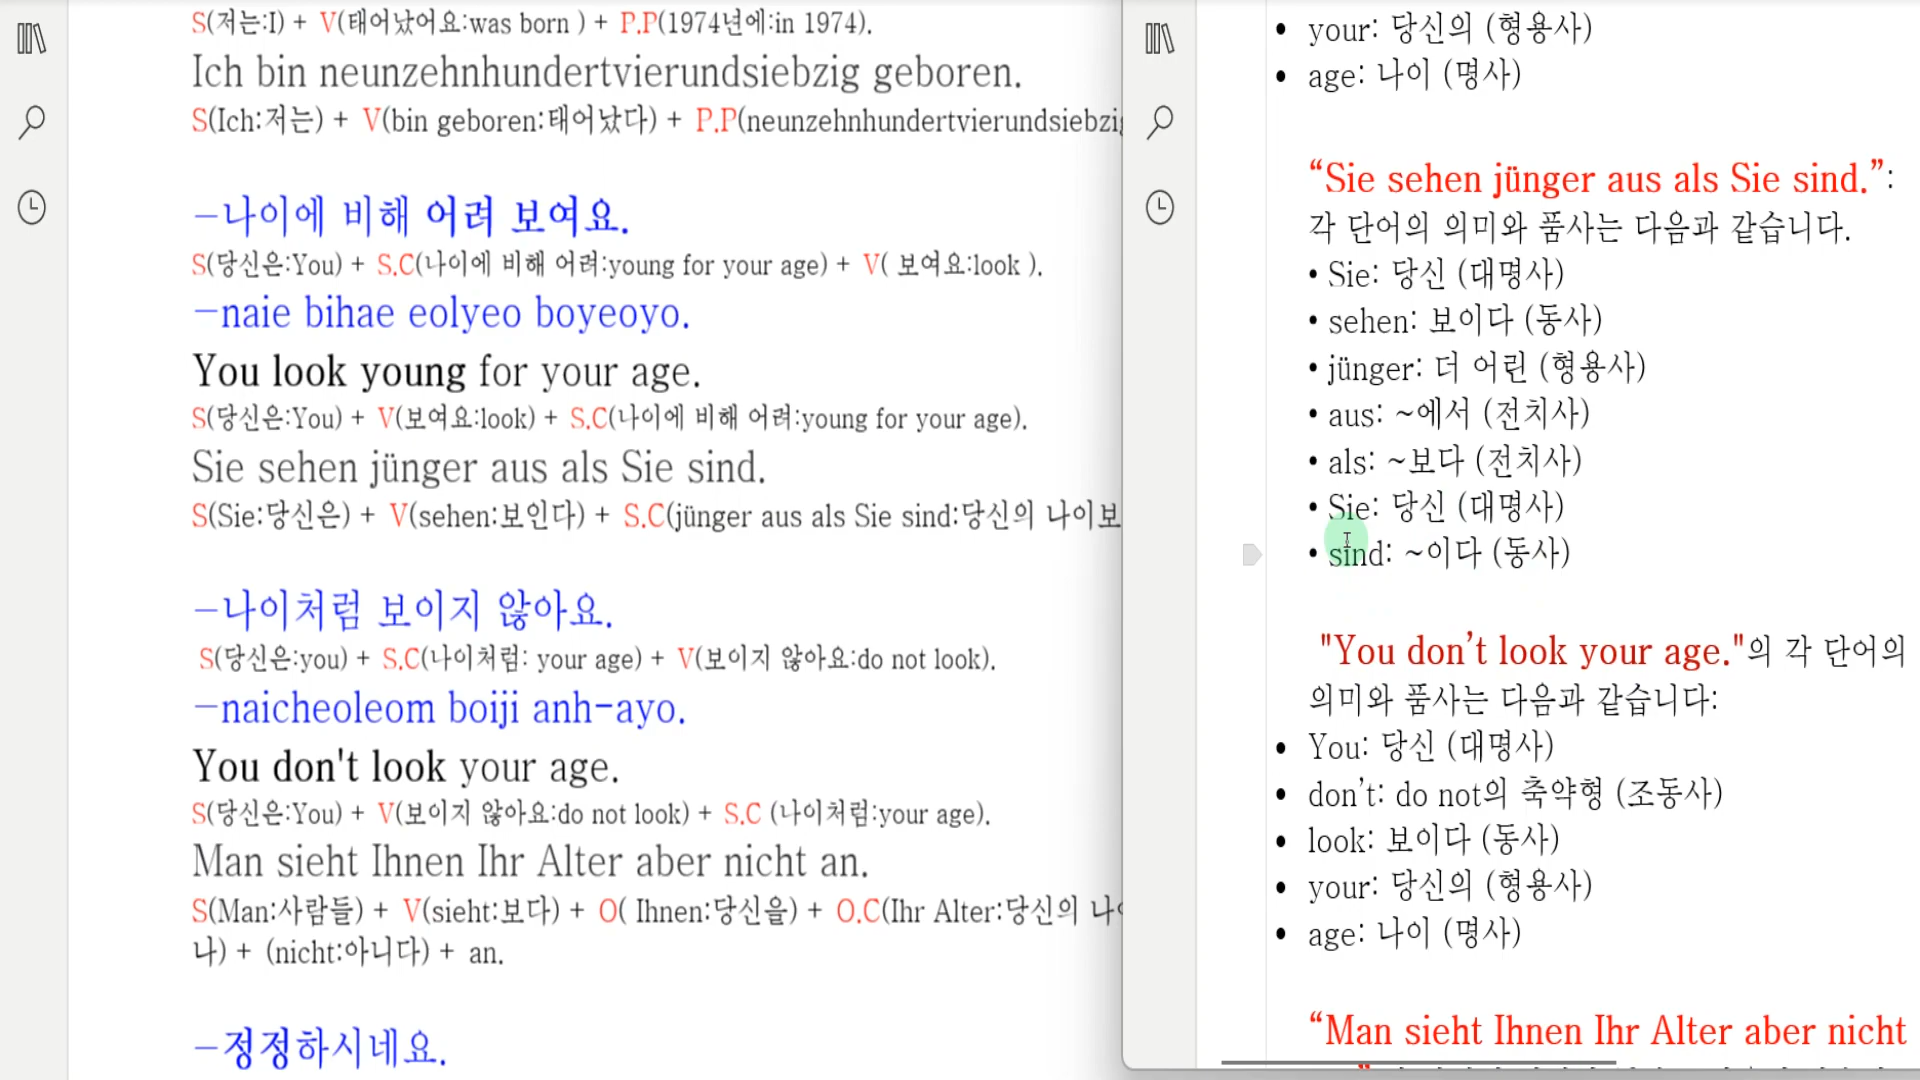 S(저는:I) + V(태어났어요:was born ) + P.P(1974년에:in 1974).
Ich bin neunzehnhundertvierundsiebzig geboren.
S(Ich:저는) + V(bin geboren:태어났다) + P.P(neunzehnhundertvierundsiebzig
–나이에 비해 어려 보여요.
S(당신은:You) + S.C(나이에 비해 어려:young for your age) + V( 보여요:look ).
–naie bihae eolyeo boyeoyo.
You look young for your age.
S(당신은:You) + V(보여요:look) + S.C(나이에 비해 어려:young for your age).
Sie sehen jünger aus als Sie sind.
S(Sie:당신은) + V(sehen:보인다) + S.C(jünger aus als Sie sind:당신의 나이보
–나이처럼 보이지 않아요.
S(당신은:you) + S.C(나이처럼: your age) + V(보이지 않아요:do not look).
–naicheoleom boiji anh-ayo.
You don't look your age.
S(당신은:You) + V(보이지 않아요:do not look) + S.C (나이처럼:your age).
Man sieht Ihnen Ihr Alter aber nicht an.
S(Man:사람들) + V(sieht:보다) + O( Ihnen:당신을) + O.C(Ihr Alter:당신의 나
나) + (nicht:아니다) + an.
–정정하시네요.
• your: 당신의 (형용사)
• age: 나이 (명사)
“Sie sehen jünger aus als Sie sind.”:
각 단어의 의미와 품사는 다음과 같습니다.
• Sie: 당신 (대명사)
• sehen: 보이다 (동사)
• jünger: 더 어린 (형용사)
• aus: ~에서 (전치사)
• als: ~보다 (전치사)
• Sie: 당신 (대명사)
• sind: ~이다 (동사)
"You don’t look your age."의 각 단어의
의미와 품사는 다음과 같습니다:
• You: 당신 (대명사)
• don’t: do not의 축약형 (조동사)
• look: 보이다 (동사)
• your: 당신의 (형용사)
• age: 나이 (명사)
“Man sieht Ihnen Ihr Alter aber nicht